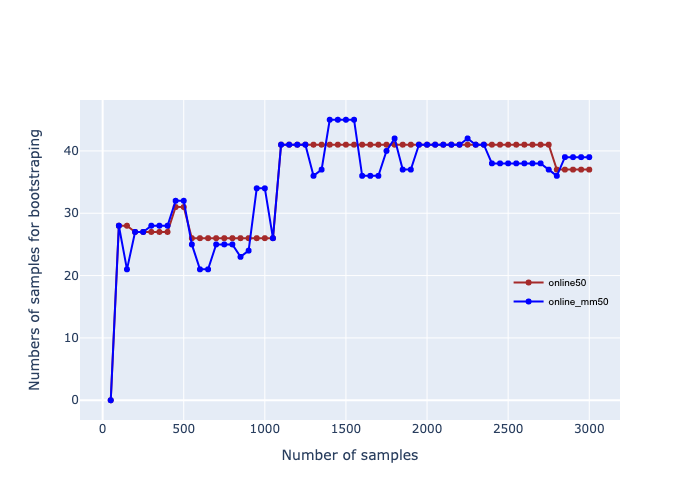 Numbers of samples for bootstraping
40
30
20
10
0
online50
online_mm50
0 500 1000 1500 2000 2500 3000
Number of samples